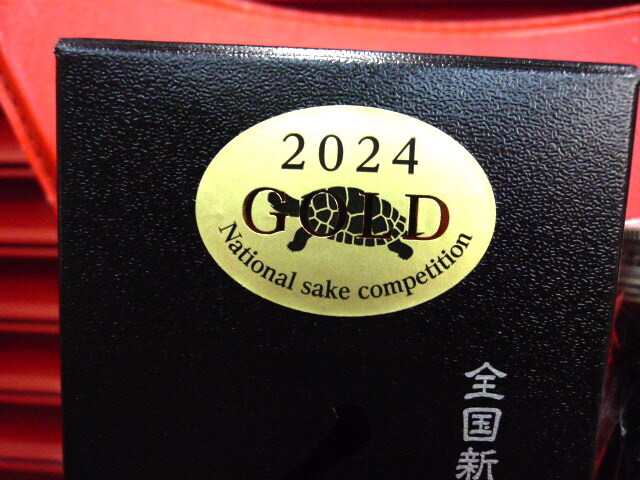 2024
GOLD
National sake competition
全国新